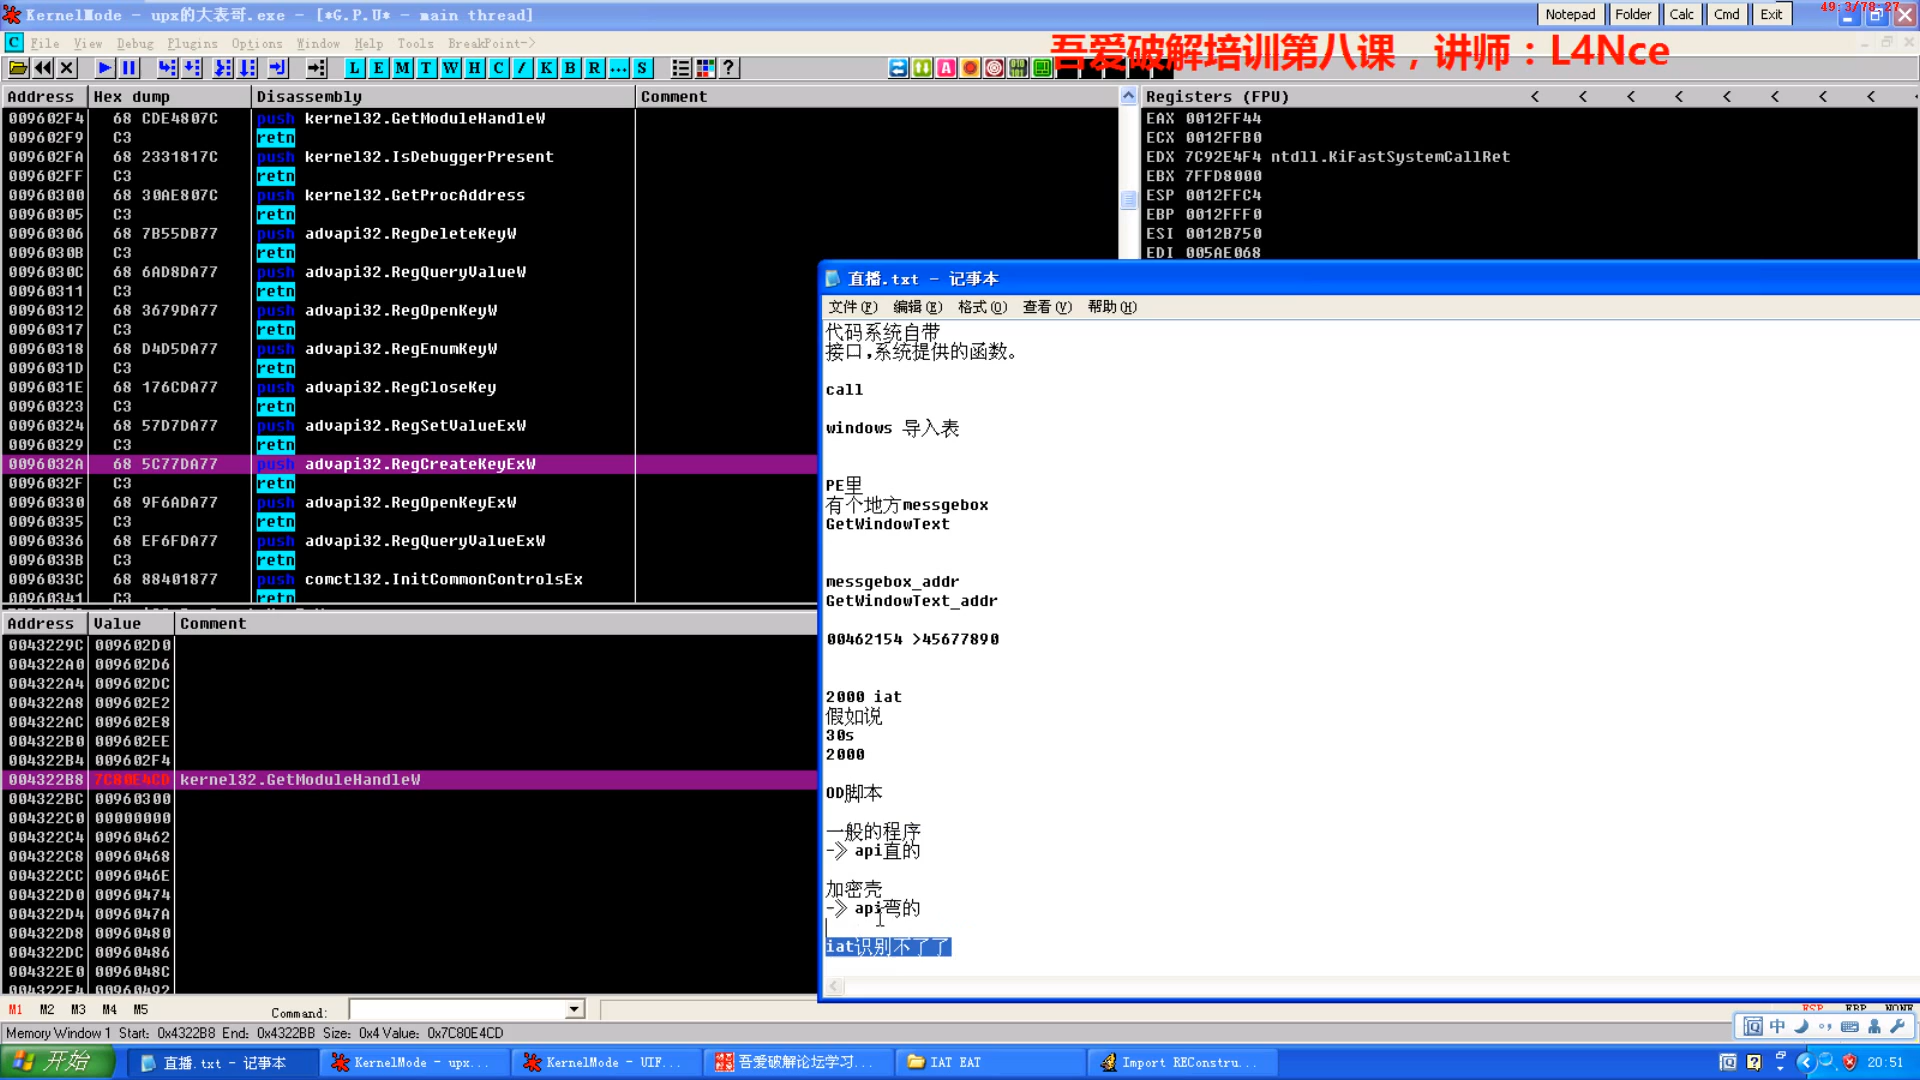 KernelMode - upx的大表哥.exe - [*G.P.U* - main thread]
Notepad Folder Calc Cmd Exit
49:3/78:27
File View Debug Plugins Options Window Help Tools BreakPoint->
吾爱破解培训第八课，讲师：L4Nce
L E M T W H C / K B R ... S ?
Address Hex dump Disassembly Comment
009602F4 68 CDE4807C push kernel32.GetModuleHandleW
009602F9 C3 retn
009602FA 68 2331817C push kernel32.IsDebuggerPresent
009602FF C3 retn
00960300 68 30AE807C push kernel32.GetProcAddress
00960305 C3 retn
00960306 68 7B55DB77 push advapi32.RegDeleteKeyW
0096030B C3 retn
0096030C 68 6AD8DA77 push advapi32.RegQueryValueW
00960311 C3 retn
00960312 68 3679DA77 push advapi32.RegOpenKeyW
00960317 C3 retn
00960318 68 D4D5DA77 push advapi32.RegEnumKeyW
0096031D C3 retn
0096031E 68 176CDA77 push advapi32.RegCloseKey
00960323 C3 retn
00960324 68 57D7DA77 push advapi32.RegSetValueExW
00960329 C3 retn
0096032A 68 5C77DA77 push advapi32.RegCreateKeyExW
0096032F C3 retn
00960330 68 9F6ADA77 push advapi32.RegOpenKeyExW
00960335 C3 retn
00960336 68 EF6FDA77 push advapi32.RegQueryValueExW
0096033B C3 retn
0096033C 68 88401877 push comctl32.InitCommonControlsEx
00960341 C3 retn
Registers (FPU) < < < < < < < <
EAX 0012FF44
ECX 0012FFB0
EDX 7C92E4F4 ntdll.KiFastSystemCallRet
EBX 7FFD8000
ESP 0012FFC4
EBP 0012FFF0
ESI 0012B750
EDI 005AE068
Address Value Comment
0043229C 009602D0
004322A0 009602D6
004322A4 009602DC
004322A8 009602E2
004322AC 009602E8
004322B0 009602EE
004322B4 009602F4
004322B8 7C80E4CD kernel32.GetModuleHandleW
004322BC 00960300
004322C0 00000000
004322C4 00960462
004322C8 00960468
004322CC 0096046E
004322D0 00960474
004322D4 0096047A
004322D8 00960480
004322DC 00960486
004322E0 0096048C
004322E4 00960492
直播.txt - 记事本
文件(F) 编辑(E) 格式(O) 查看(V) 帮助(H)
代码系统自带
接口,系统提供的函数。
call
windows 导入表
PE里
有个地方messgebox
GetWindowText
messgebox_addr
GetWindowText_addr
00462154 >45677890
2000 iat
假如说
30s
2000
OD脚本
一般的程序
-》 api直的
加密壳
-》 api弯的
iat识别不了了
M1 M2 M3 M4 M5 Command:
ESP EBP NONE
Memory Window 1 Start: 0x4322B8 End: 0x4322BB Size: 0x4 Value: 0x7C80E4CD
中
开始 直播.txt - 记事本 KernelMode - upx... KernelMode - UIF... 吾爱破解论坛学习... IAT EAT Import REConstru... 20:51